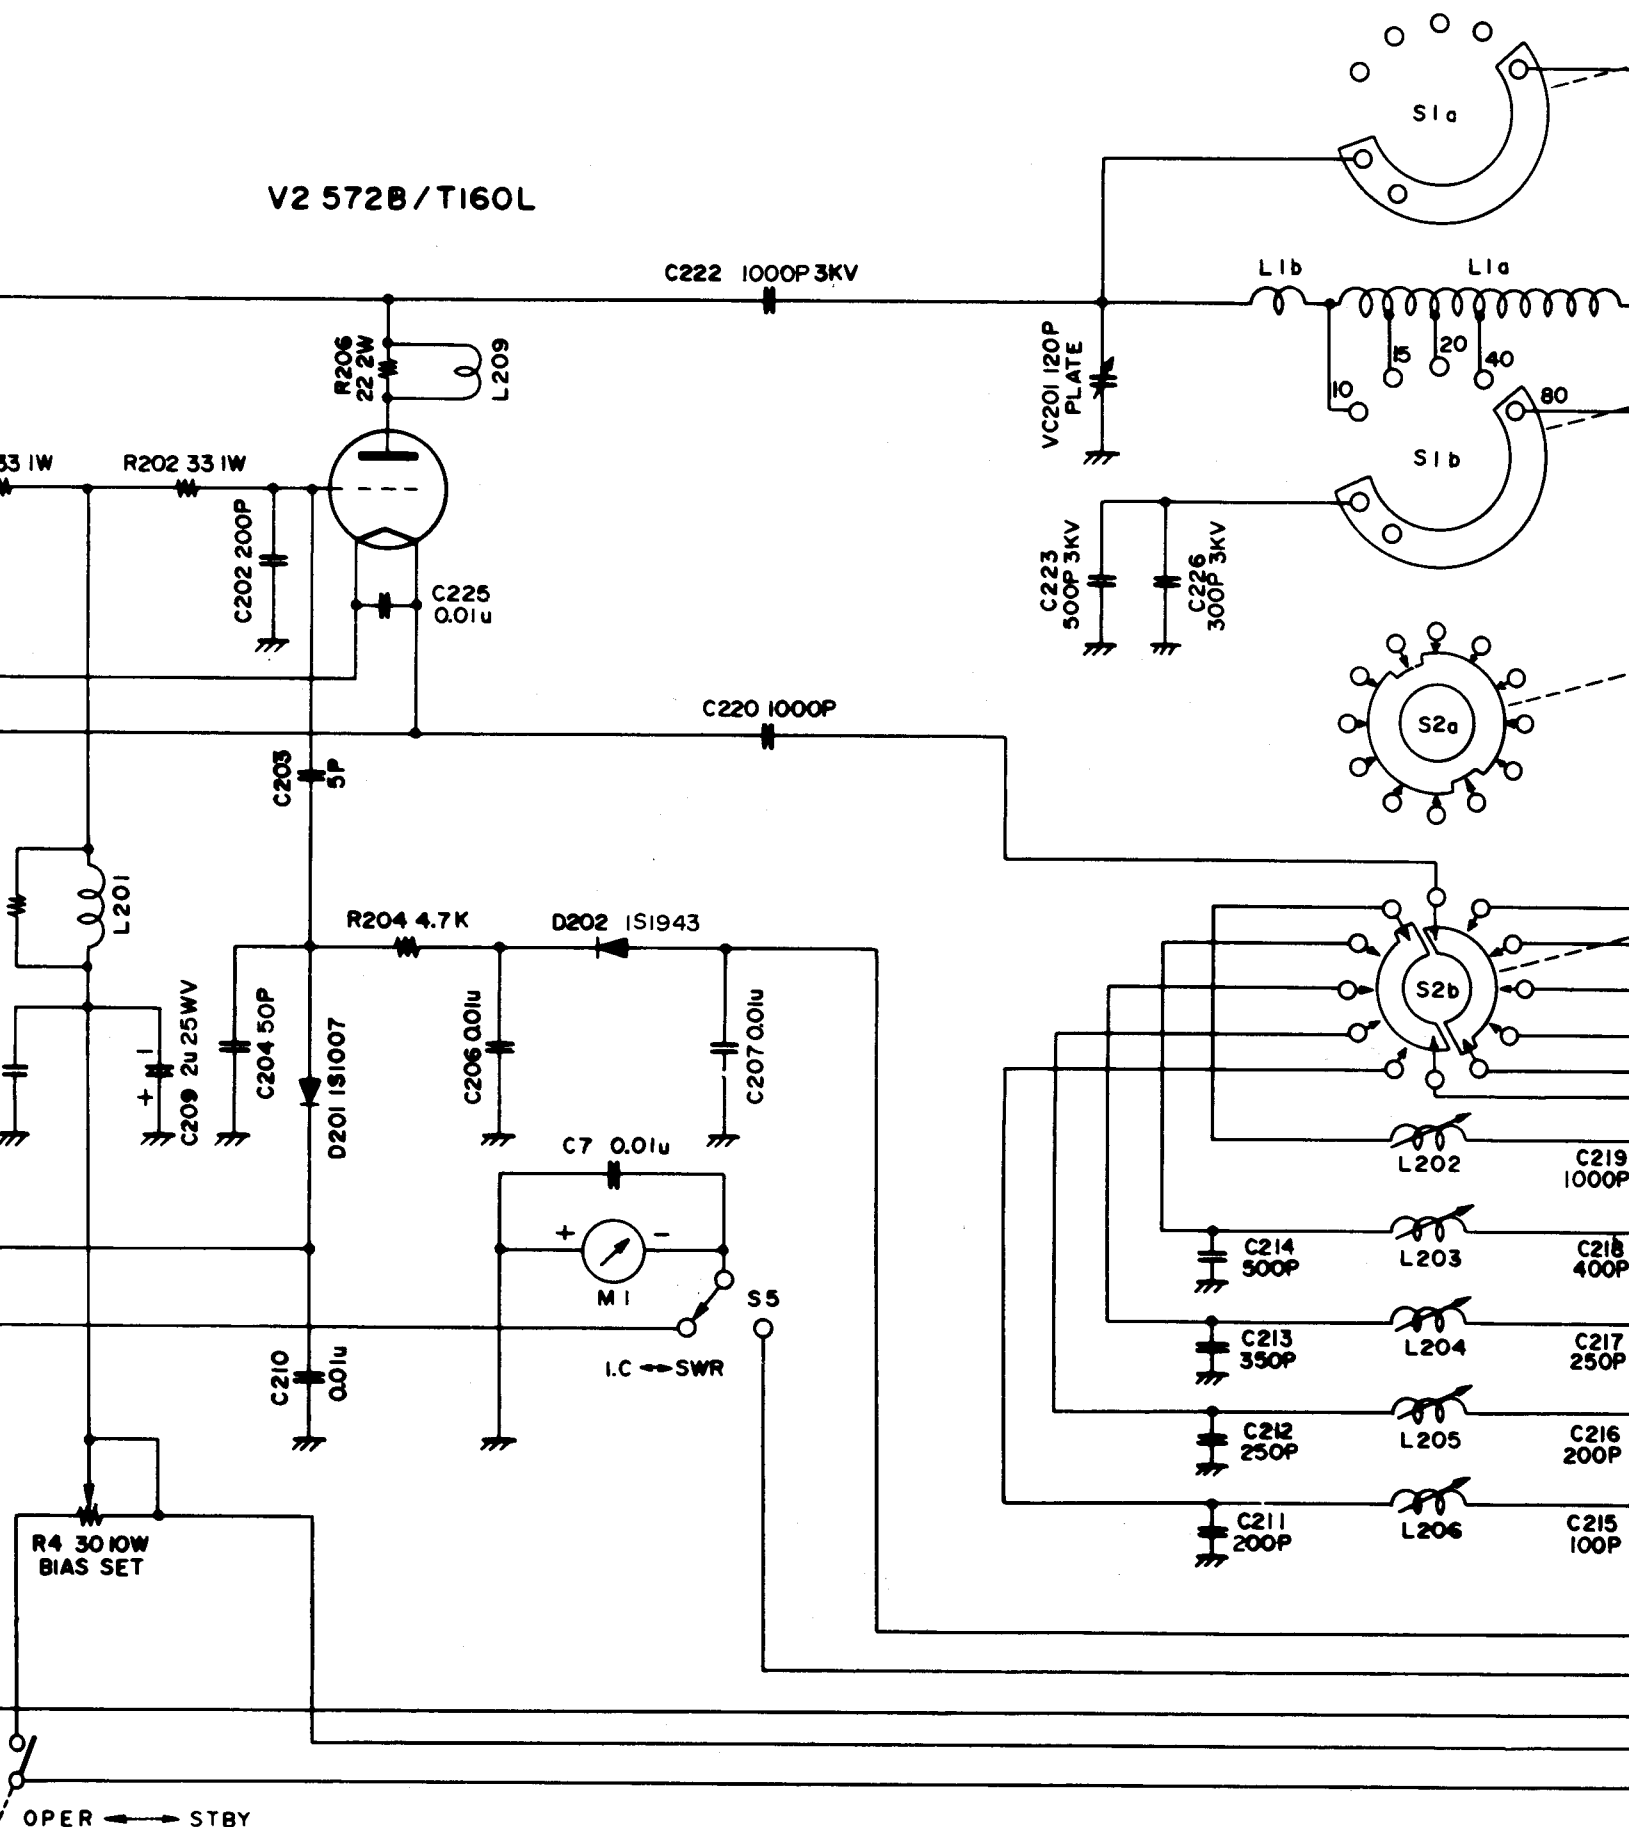 S1a
V2 572B/T160L
C222 1000P 3KV
L1b
L1a
R206
22 2W
L209
VC201 120P
PLATE
15
20
40
10
80
33 1W
R202 33 1W
S1b
C202 200P
C225
0.01u
C223
500P 3KV
C226
300P 3KV
C220 1000P
S2a
C203
5P
L201
R204 4.7K
D202 1S1943
S2b
C209 2u 25WV
−
+
C204 50P
D201 1S1007
C206 0.01u
C207 0.01u
C7 0.01u
L202
C219
1000P
+
−
M1
C214
500P
L203
C218
400P
S5
C210
0.01u
I.C ↔ SWR
C213
350P
L204
C217
250P
C212
250P
L205
C216
200P
R4 30 10W
BIAS SET
C211
200P
L206
C215
100P
OPER ↔ STBY